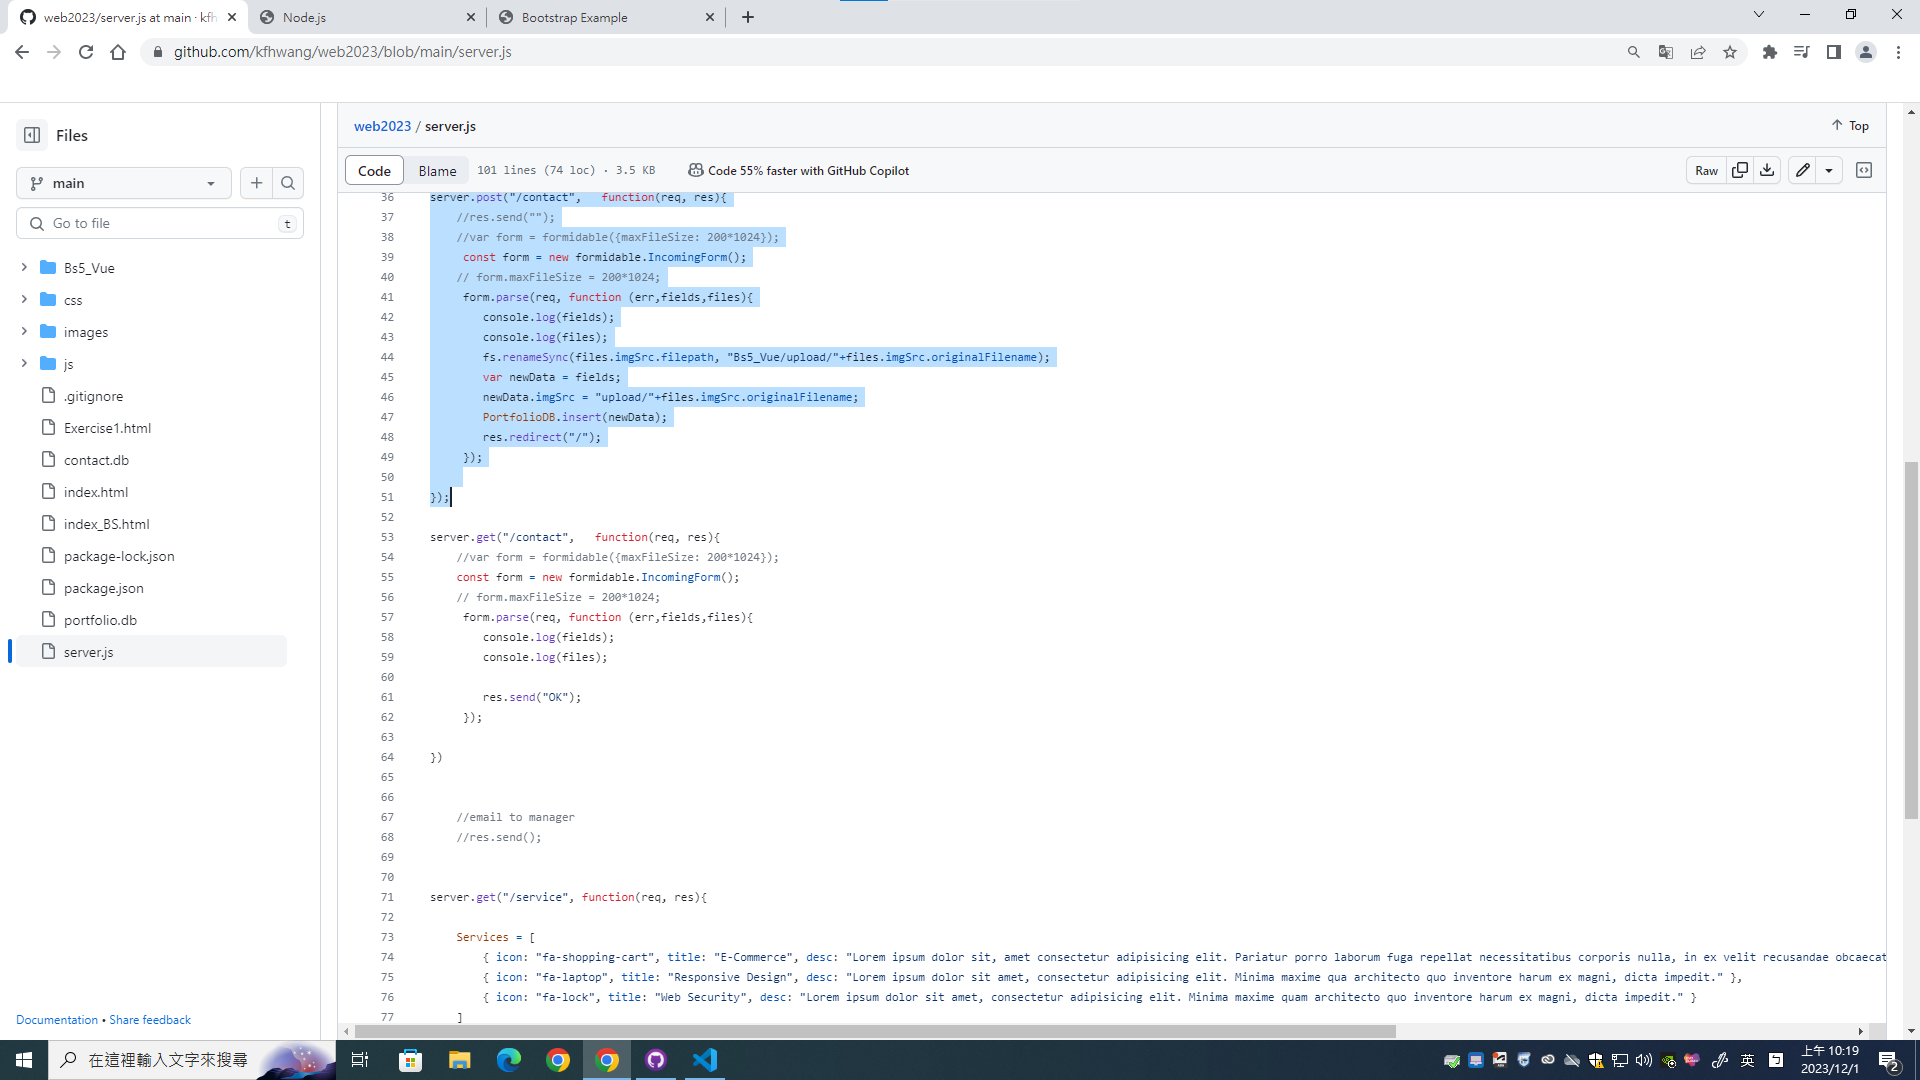 web2023/server.js at main · kfh
Node.js
Bootstrap Example
github.com/kfhwang/web2023/blob/main/server.js
Files
main
Go to file
t
Bs5_Vue
css
images
js
.gitignore
Exercise1.html
contact.db
index.html
index_BS.html
package-lock.json
package.json
portfolio.db
server.js
Documentation • Share feedback
web2023 / server.js
Top
Code
Blame
101 lines (74 loc) · 3.5 KB
Code 55% faster with GitHub Copilot
Raw
36 server.post("/contact",   function(req, res){
37     //res.send("");
38     //var form = formidable({maxFileSize: 200*1024});
39      const form = new formidable.IncomingForm();
40     // form.maxFileSize = 200*1024;
41      form.parse(req, function (err,fields,files){
42         console.log(fields);
43         console.log(files);
44         fs.renameSync(files.imgSrc.filepath, "Bs5_Vue/upload/"+files.imgSrc.originalFilename);
45         var newData = fields;
46         newData.imgSrc = "upload/"+files.imgSrc.originalFilename;
47         PortfolioDB.insert(newData);
48         res.redirect("/");
49      });
50
51 });
52
53 server.get("/contact",   function(req, res){
54     //var form = formidable({maxFileSize: 200*1024});
55     const form = new formidable.IncomingForm();
56     // form.maxFileSize = 200*1024;
57      form.parse(req, function (err,fields,files){
58         console.log(fields);
59         console.log(files);
60
61         res.send("OK");
62      });
63
64 })
65
66
67     //email to manager
68     //res.send();
69
70
71 server.get("/service", function(req, res){
72
73     Services = [
74         { icon: "fa-shopping-cart", title: "E-Commerce", desc: "Lorem ipsum dolor sit, amet consectetur adipisicing elit. Pariatur porro laborum fuga repellat necessitatibus corporis nulla, in ex velit recusandae obcaecat
75         { icon: "fa-laptop", title: "Responsive Design", desc: "Lorem ipsum dolor sit amet, consectetur adipisicing elit. Minima maxime qua architecto quo inventore harum ex magni, dicta impedit." },
76         { icon: "fa-lock", title: "Web Security", desc: "Lorem ipsum dolor sit amet, consectetur adipisicing elit. Minima maxime quam architecto quo inventore harum ex magni, dicta impedit." }
77     ]
在這裡輸入文字來搜尋
英
上午 10:19
2023/12/1
2